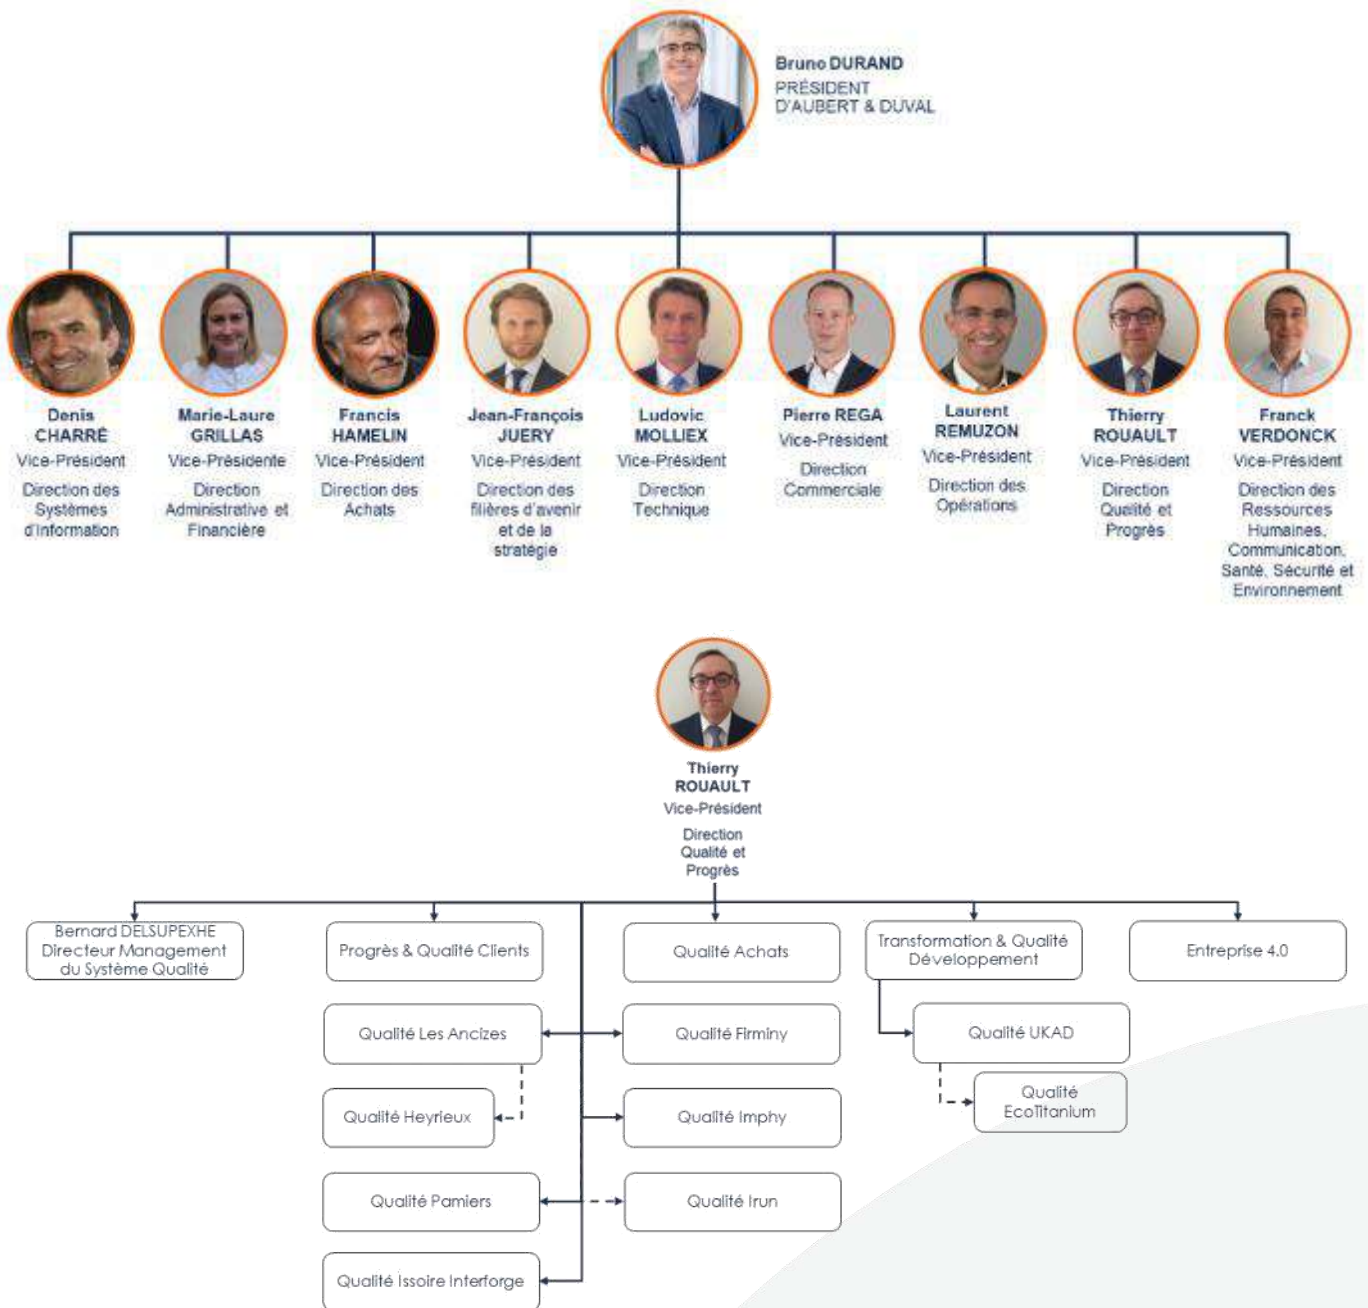 Bruno DURAND
PRÉSIDENT
D'AUBERT & DUVAL
Denis
CHARRÉ
Vice-Président
Direction des
Systèmes
d'Information
Marie-Laure
GRILLAS
Vice-Présidente
Direction
Administrative et
Financière
Francis
HAMELIN
Vice-Président
Direction des
Achats
Jean-François
JUERY
Vice-Président
Direction des
filières d'avenir
et de la
stratégie
Ludovic
MOLLIEX
Vice-Président
Direction
Technique
Pierre REGA
Vice-Président
Direction
Commerciale
Laurent
REMUZON
Vice-Président
Direction des
Opérations
Thierry
ROUAULT
Vice-Président
Direction
Qualité et
Progrès
Franck
VERDONCK
Vice-Président
Direction des
Ressources
Humaines,
Communication,
Santé, Sécurité et
Environnement
Thierry
ROUAULT
Vice-Président
Direction
Qualité et
Progrès
Bernard DELSUPEXHE
Directeur Management
du Système Qualité
Progrès & Qualité Clients
Qualité Achats
Transformation & Qualité
Développement
Entreprise 4.0
Qualité Les Ancizes
Qualité Firminy
Qualité UKAD
Qualité Heyrieux
Qualité Imphy
Qualité
EcoTitanium
Qualité Pamiers
Qualité Irun
Qualité Issoire Interforge